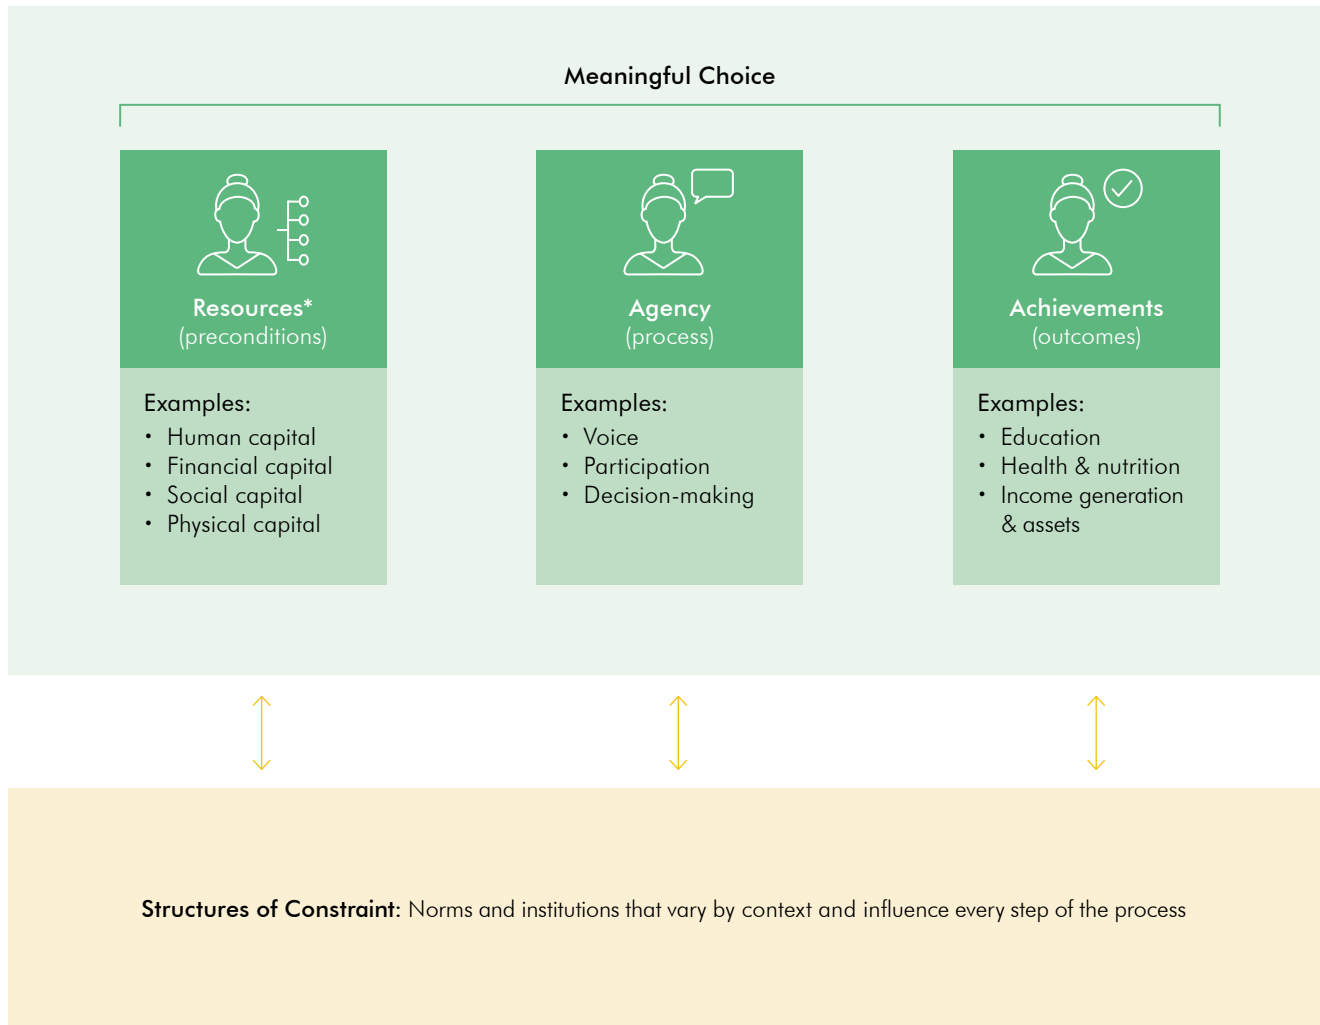 Meaningful Choice
Resources*
(preconditions)
Examples:
• Human capital
• Financial capital
• Social capital
• Physical capital
Agency
(process)
Examples:
• Voice
• Participation
• Decision-making
Achievements
(outcomes)
Examples:
• Education
• Health & nutrition
• Income generation
& assets
Structures of Constraint: Norms and institutions that vary by context and influence every step of the process